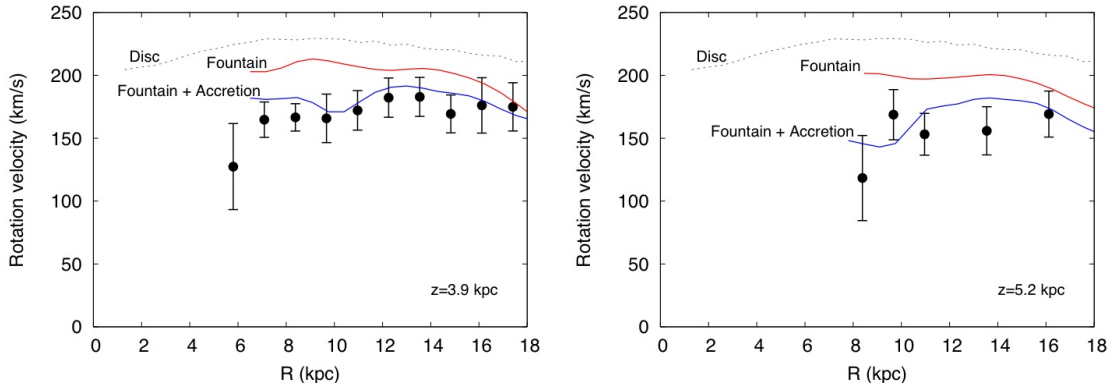 250
200
150
100
50
0
Rotation velocity (km/s)
Disc
Fountain
Fountain + Accretion
z=3.9 kpc
0 2 4 6 8 10 12 14 16 18
R (kpc)
250
200
150
100
50
0
Rotation velocity (km/s)
Disc
Fountain
Fountain + Accretion
z=5.2 kpc
0 2 4 6 8 10 12 14 16 18
R (kpc)